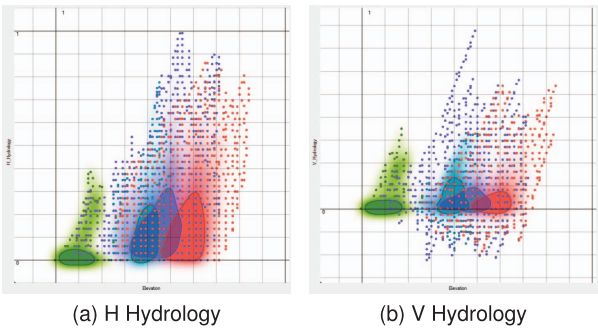 1
1
H_Hydrology
0
Elevation
(a) H Hydrology
1
V_Hydrology
0
Elevation
(b) V Hydrology